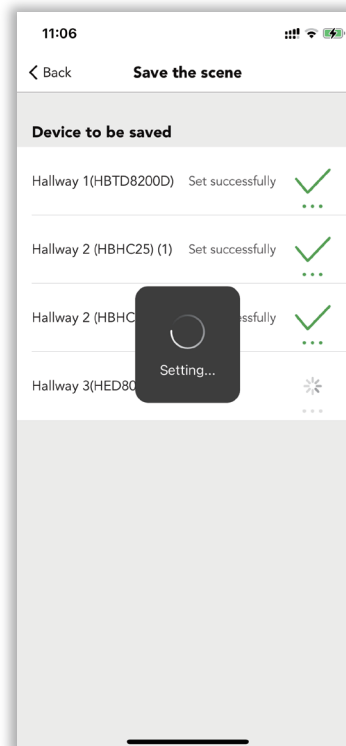 11:06
Back Save the scene
Device to be saved
Hallway 1(HBTD8200D) Set successfully
Hallway 2 (HBHC25) (1) Set successfully
Hallway 2 (HBHC
Setting...
Hallway 3(HED80